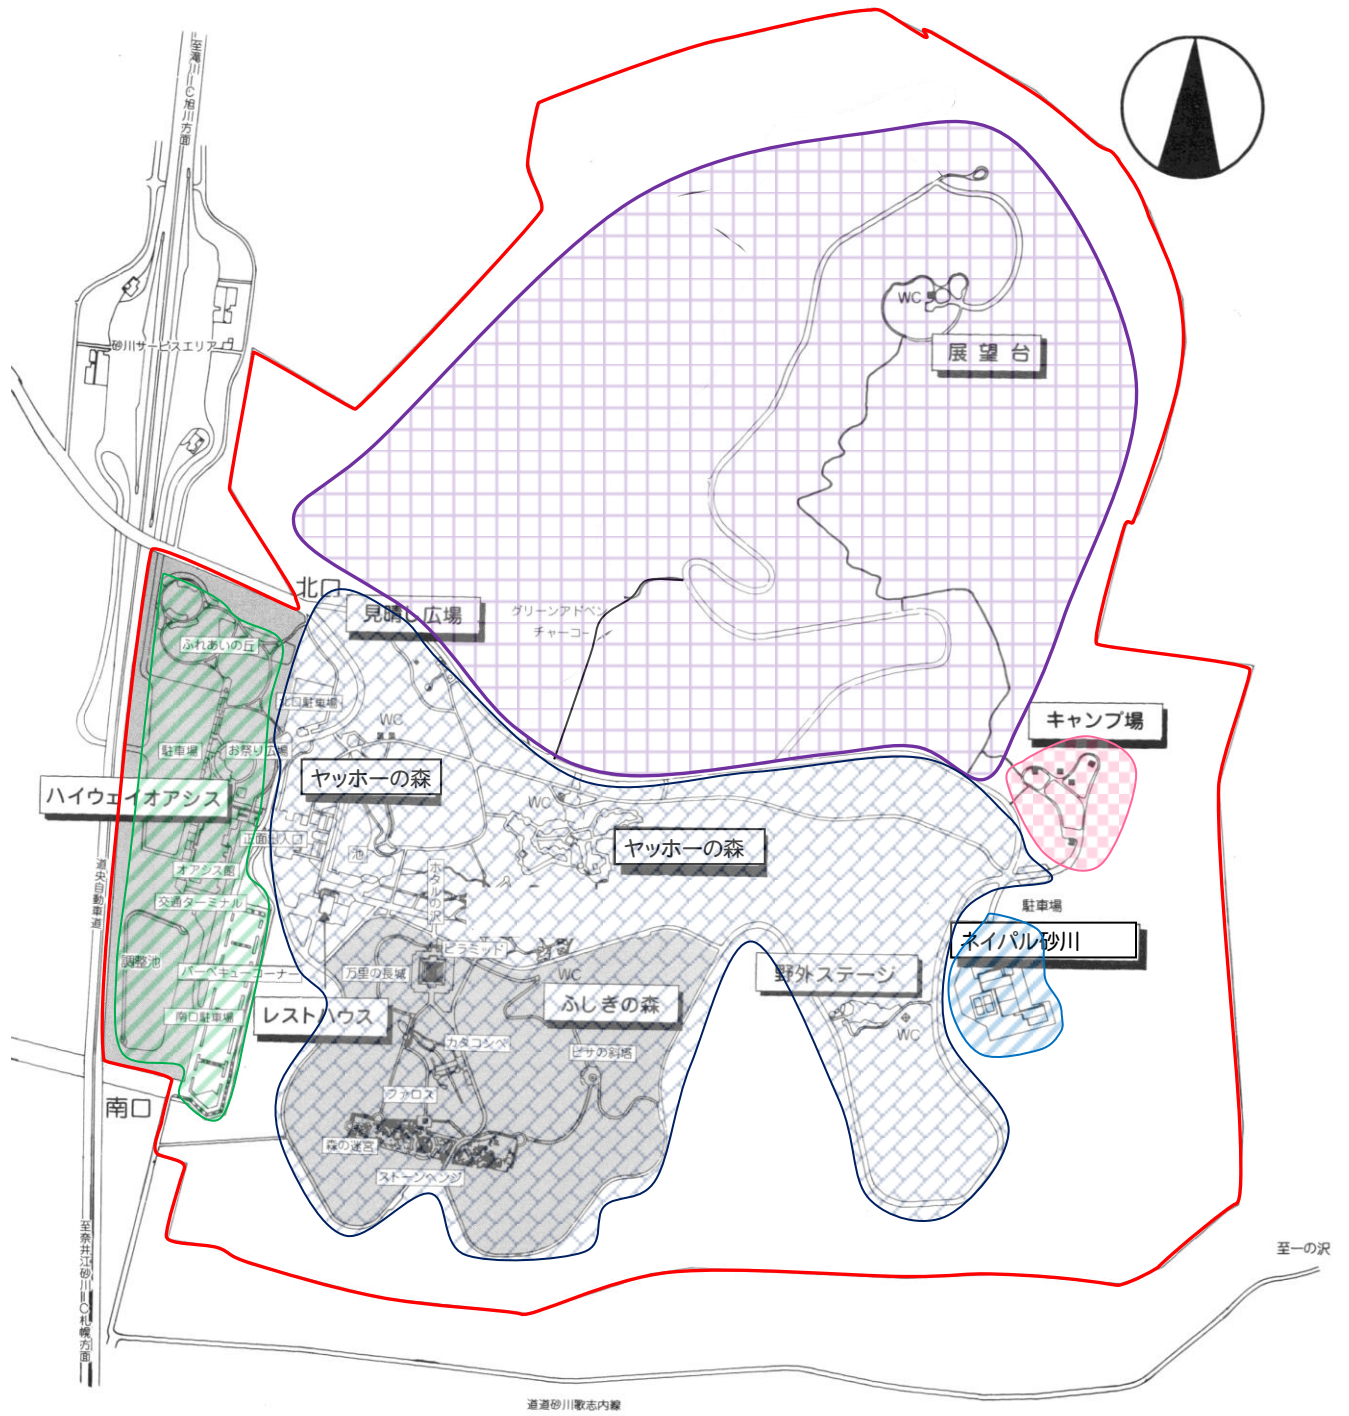 至滝川IC旭川方面
砂川サービスエリア
WC
展望台
北口
見晴し広場
グリーンアドベン
チャーコー
ふれあいの丘
北口駐車場
WC
駐車場
お祭り広場
キャンプ場
ヤッホーの森
ハイウェイオアシス
WC
正面出入口
池
ヤッホーの森
オアシス館
ホタルの沢
道央自動車道
交通ターミナル
駐車場
ネイパル砂川
ピラミッド
調整池
バーベキューコーナー
万里の長城
WC
野外ステージ
ふしぎの森
南口駐車場
レストハウス
WC
カタコンベ
ピサの斜塔
南口
ファロス
森の迷宮
ストーンヘンジ
至奈井江砂川IC札幌方面
至一の沢
道道砂川歌志内線